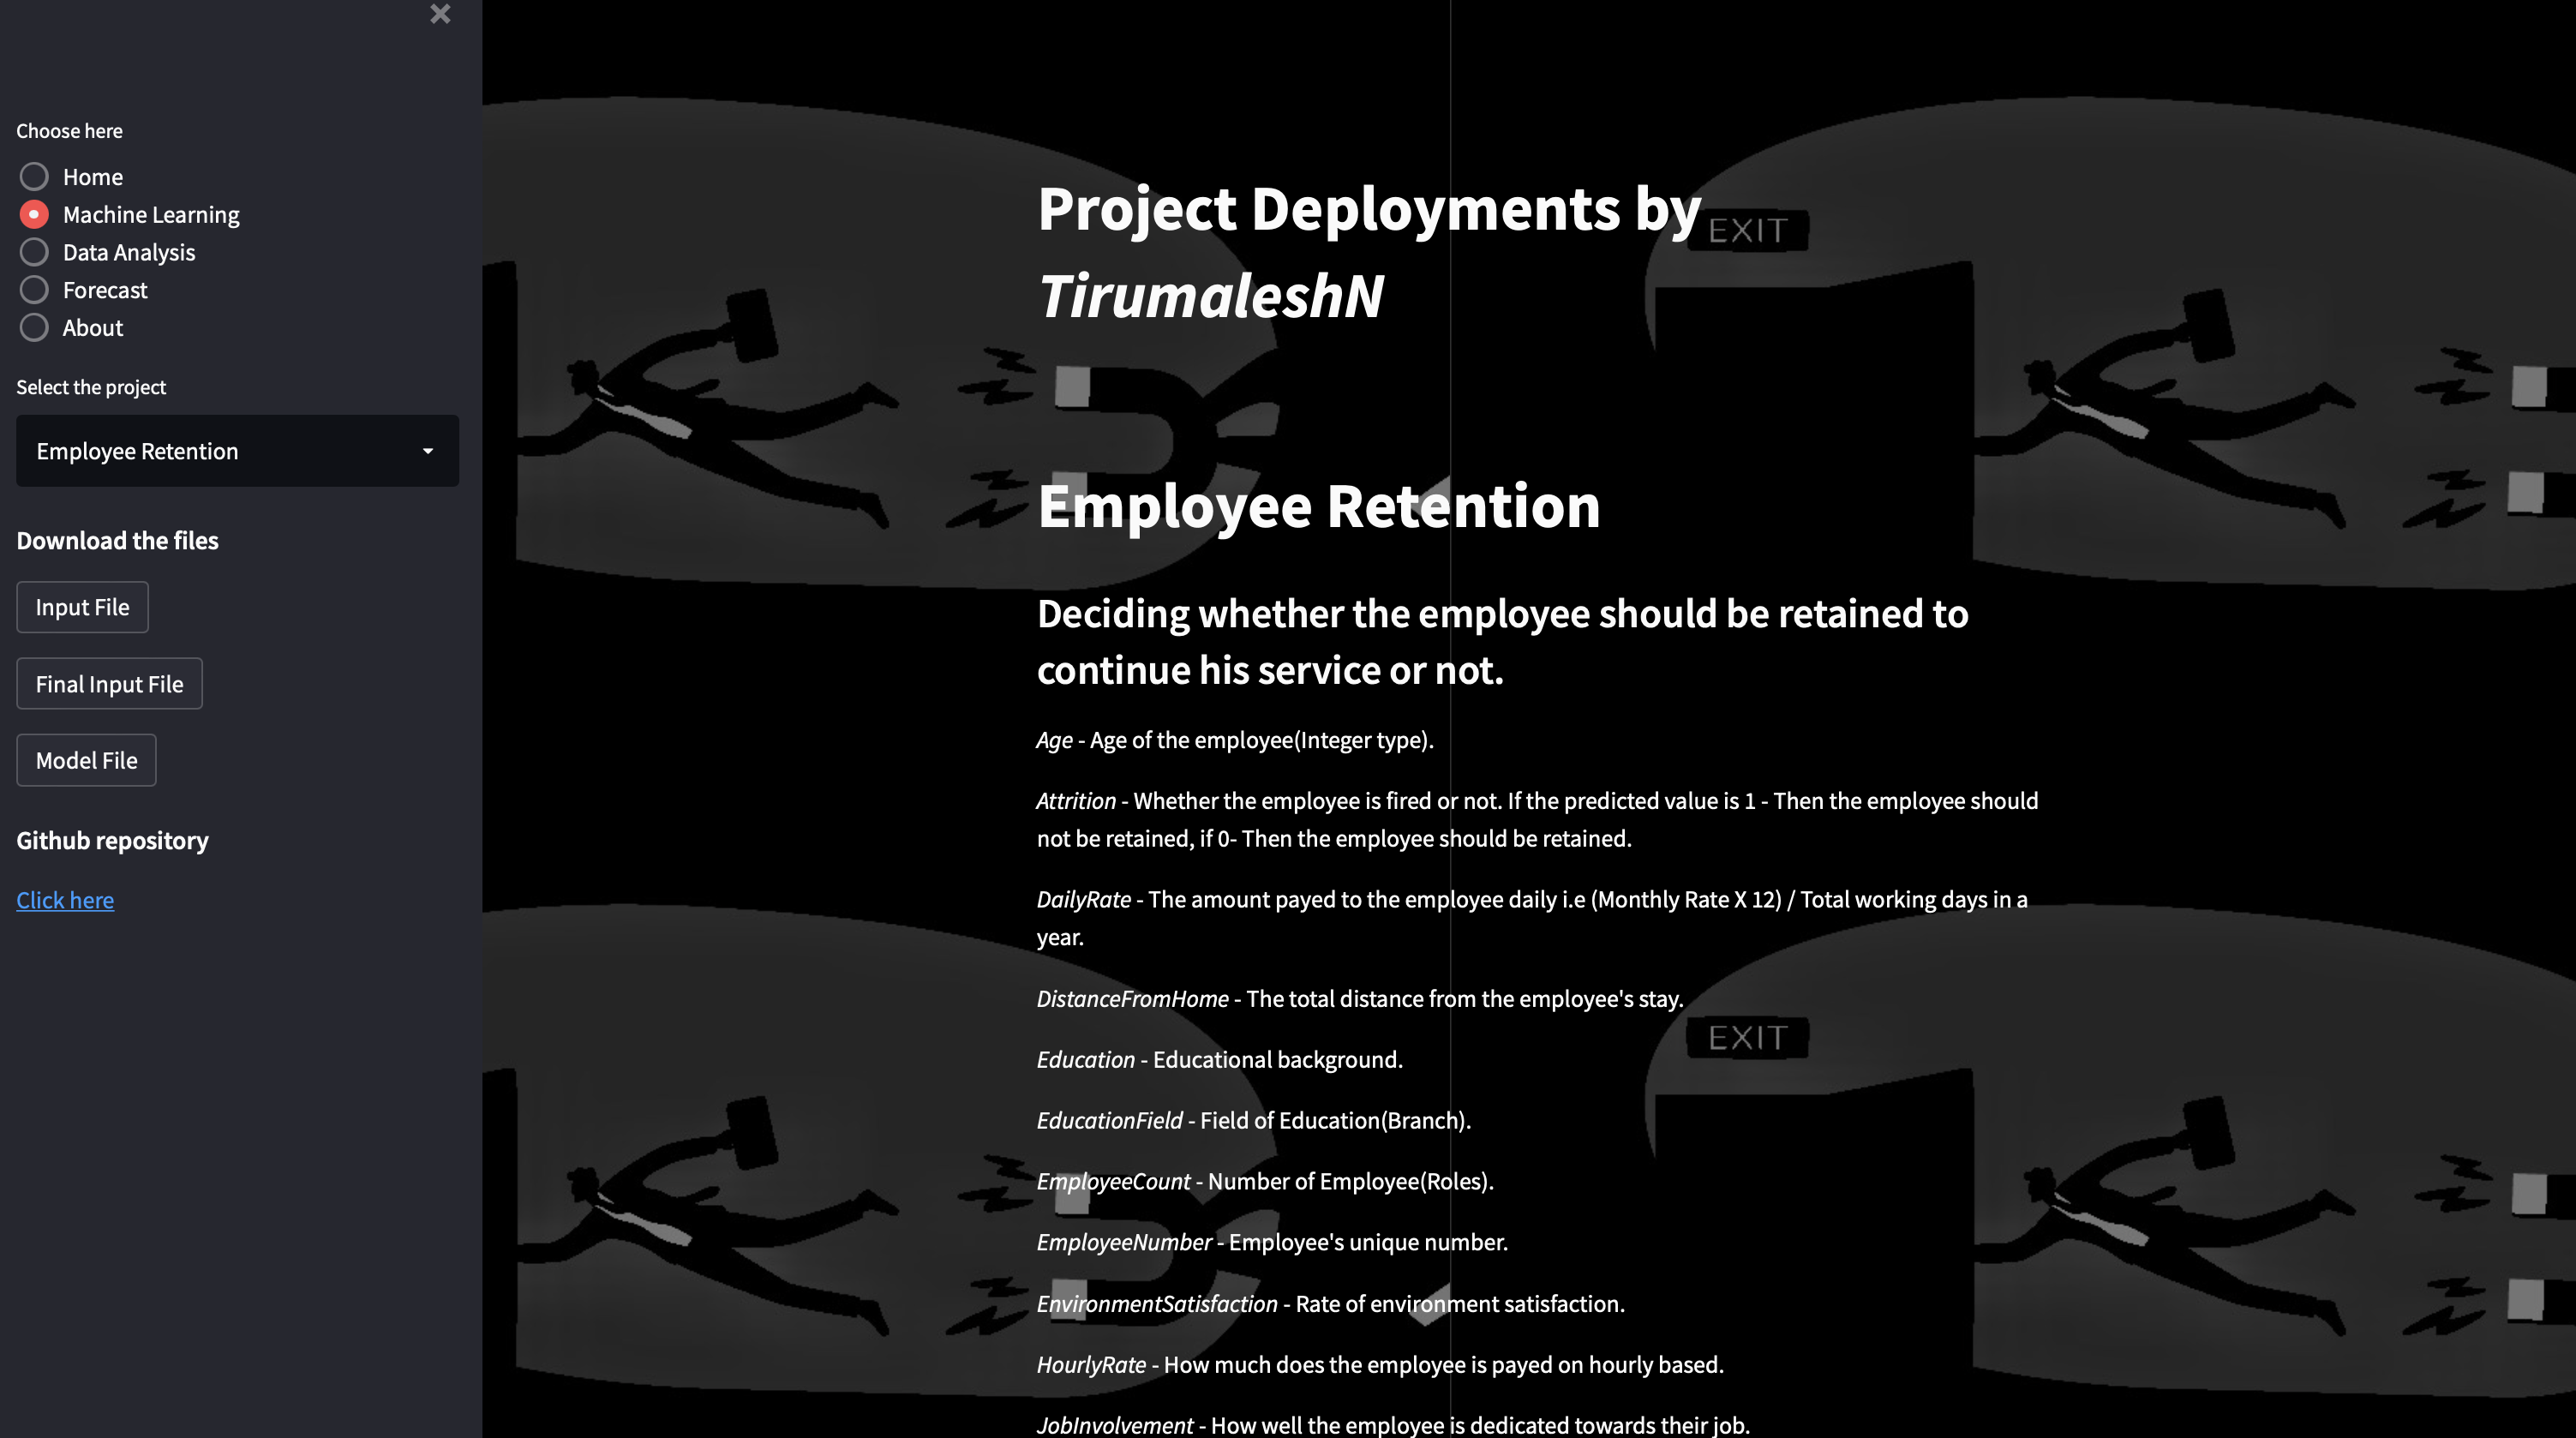 Choose here
Home
Machine Learning
Data Analysis
Forecast
About
Select the project
Employee Retention
Download the files
Input File
Final Input File
Model File
Github repository
Click here
Project Deployments by
TirumaleshN
EXIT
Employee Retention
Deciding whether the employee should be retained to
continue his service or not.
Age - Age of the employee(Integer type).
Attrition - Whether the employee is fired or not. If the predicted value is 1 - Then the employee should
not be retained, if 0- Then the employee should be retained.
DailyRate - The amount payed to the employee daily i.e (Monthly Rate X 12) / Total working days in a
year.
DistanceFromHome - The total distance from the employee's stay.
EXIT
Education - Educational background.
EducationField - Field of Education(Branch).
EmployeeCount - Number of Employee(Roles).
EmployeeNumber - Employee's unique number.
EnvironmentSatisfaction - Rate of environment satisfaction.
HourlyRate - How much does the employee is payed on hourly based.
JobInvolvement - How well the employee is dedicated towards their job.